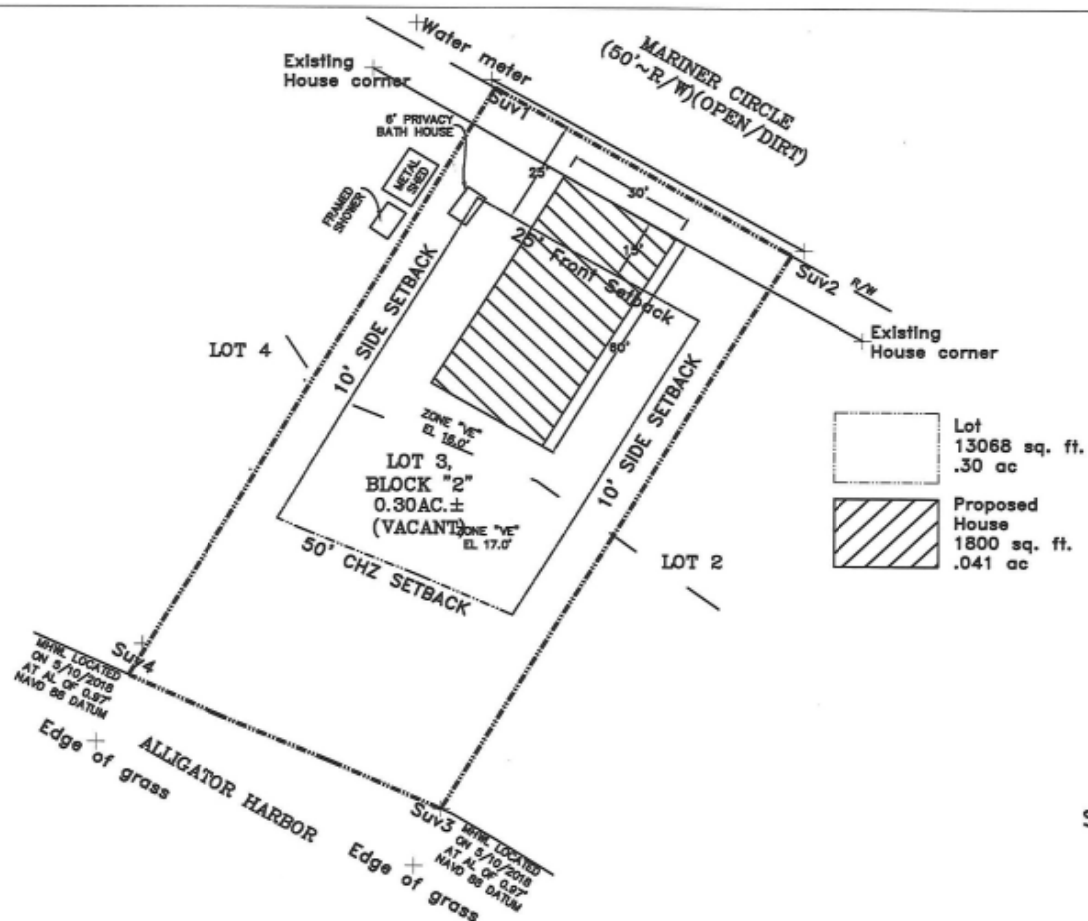 MARINER CIRCLE
(50'~R/W)(OPEN/DIRT)
Water meter
Existing
House corner
Suv1
6' PRIVACY
BATH HOUSE
METAL
SHED
FRAMED
SHOWER
25'
30'
15'
25' Front Setback
60'
Suv2
R/W
Existing
House corner
LOT 4
10' SIDE SETBACK
10' SIDE SETBACK
ZONE "VE"
EL 16.0'
LOT 3,
BLOCK "2"
0.30AC.±
(VACANT)
ZONE "VE"
EL 17.0'
50' CHZ SETBACK
LOT 2
Lot
13068 sq. ft.
.30 ac
Proposed
House
1800 sq. ft.
.041 ac
Suv4
MHWL LOCATED
ON 5/10/2018
AT AL OF 0.97'
NAVD 88 DATUM
Edge of grass
ALLIGATOR HARBOR
Edge of grass
Suv3
MHWL LOCATED
ON 5/10/2018
AT AL OF 0.97'
NAVD 88 DATUM
S